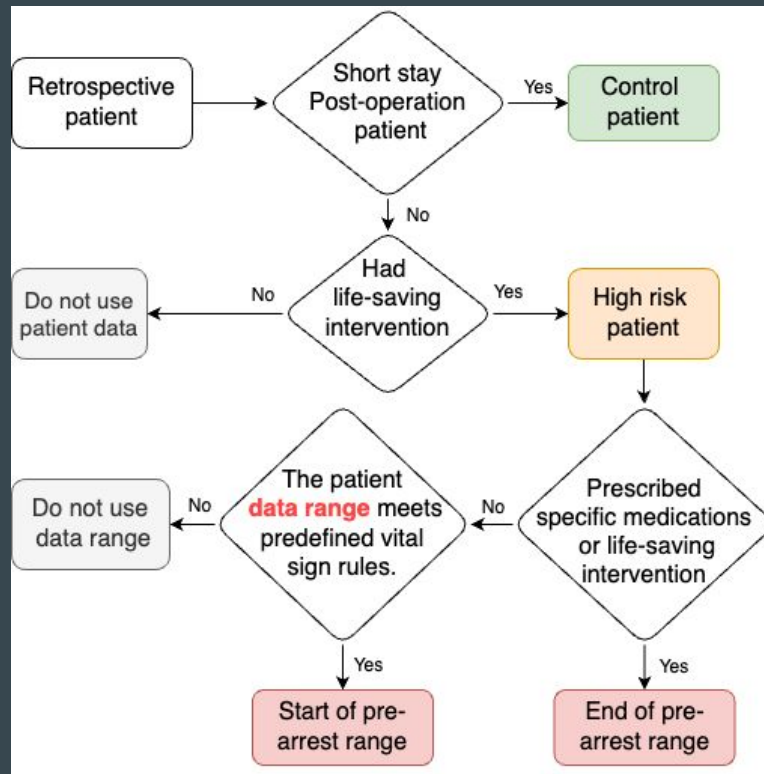 Retrospective
patient
Short stay
Post-operation
patient
Yes
Control
patient
No
Do not use
patient data
No
Had
life-saving
intervention
Yes
High risk
patient
Do not use
data range
No
The patient
data range meets
predefined vital
sign rules.
No
Prescribed
specific medications
or life-saving
intervention
Yes
Yes
Start of pre-
arrest range
End of pre-
arrest range